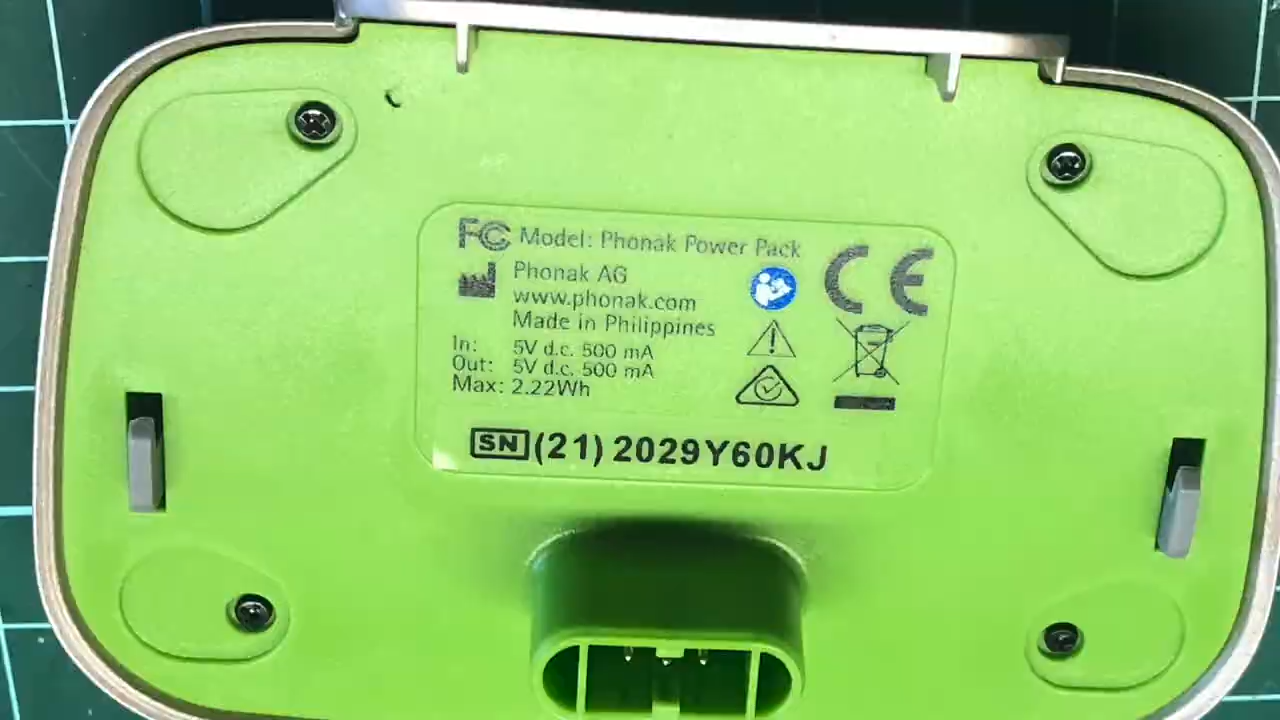 FC Model: Phonak Power Pack
Phonak AG
www.phonak.com
Made in Philippines
In: 5V d.c. 500 mA
Out: 5V d.c. 500 mA
Max: 2.22Wh
CE
SN (21) 2029Y60KJ